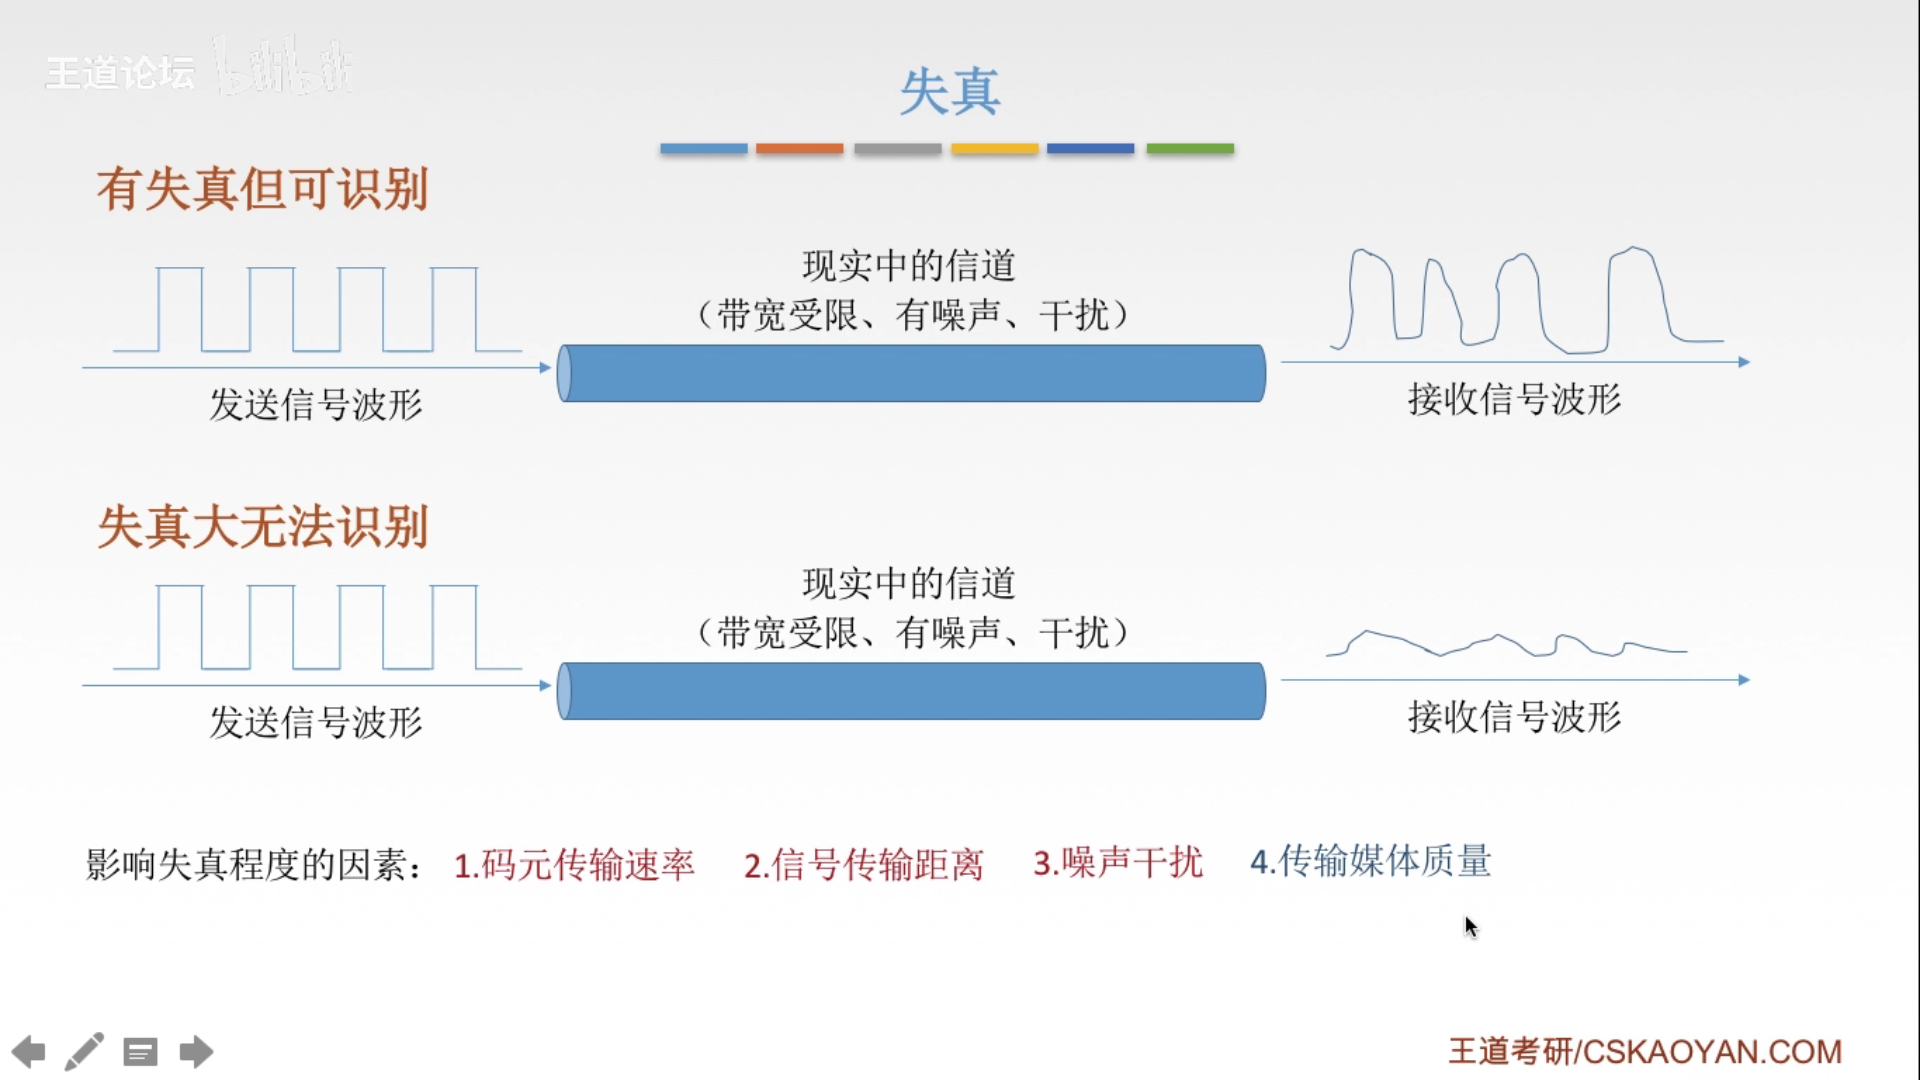 王道论坛 bilibili
失真
有失真但可识别
现实中的信道
（带宽受限、有噪声、干扰）
发送信号波形
接收信号波形
失真大无法识别
现实中的信道
（带宽受限、有噪声、干扰）
发送信号波形
接收信号波形
影响失真程度的因素： 1.码元传输速率 2.信号传输距离 3.噪声干扰 4.传输媒体质量
王道考研/CSKAOYAN.COM